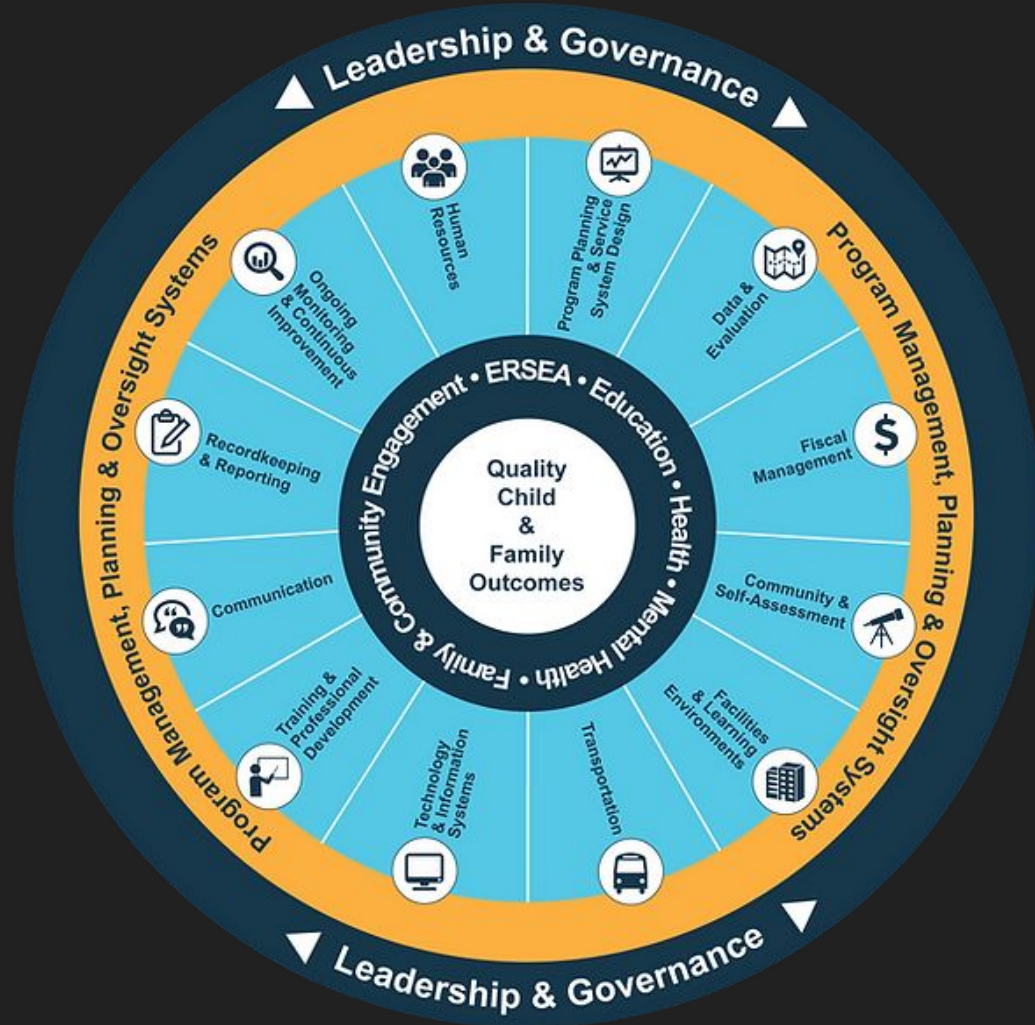 Leadership & Governance
Program Management, Planning & Oversight Systems
Program Management, Planning & Oversight Systems
Program Planning
& Service
System Design
Data &
Evaluation
Fiscal
Management
Community &
Self-Assessment
Facilities
& Learning
Environments
Transportation
Technology
& Information
Systems
Training &
Professional
Development
Communication
Recordkeeping
& Reporting
Ongoing
Monitoring
& Continuous
Improvement
Human
Resources
ERSEA • Education • Health • Mental Health • Family & Community Engagement •
Quality
Child
&
Family
Outcomes
Leadership & Governance